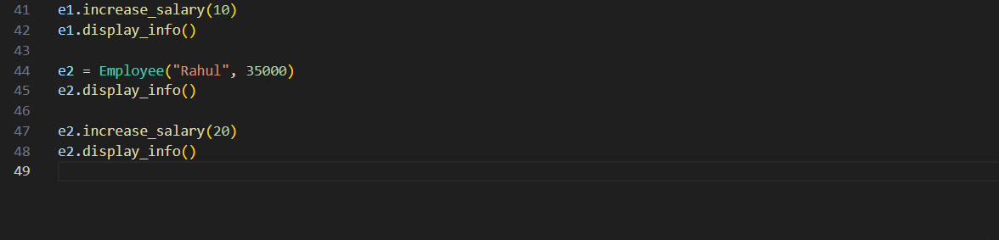 41 e1.increase_salary(10)
42 e1.display_info()
43
44 e2 = Employee("Rahul", 35000)
45 e2.display_info()
46
47 e2.increase_salary(20)
48 e2.display_info()
49